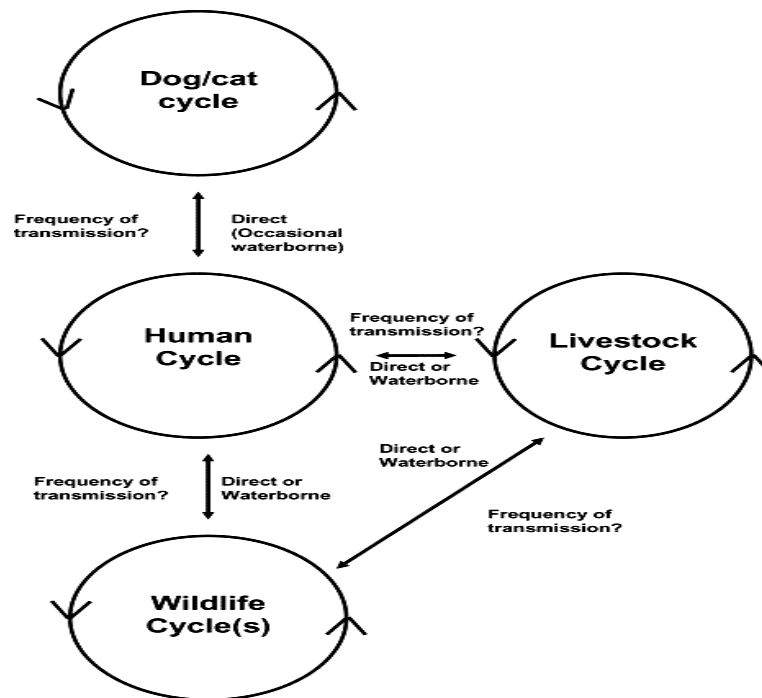 Dog/cat
cycle
Frequency of
transmission?
Direct
(Occasional
waterborne)
Human
Cycle
Frequency of
transmission?
Direct or
Waterborne
Livestock
Cycle
Frequency of
transmission?
Direct or
Waterborne
Direct or
Waterborne
Frequency of
transmission?
Wildlife
Cycle(s)